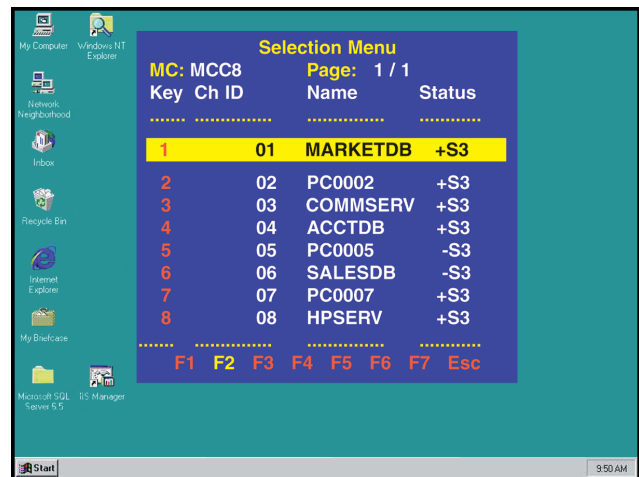 My Computer
Windows NT
Explorer
Network
Neighborhood
Inbox
Recycle Bin
Internet
Explorer
My Briefcase
Microsoft SQL
Server 6.5
IIS Manager
Selection Menu
MC: MCC8 Page: 1 / 1
Key Ch ID Name Status
1 01 MARKETDB +S3
2 02 PC0002 +S3
3 03 COMMSERV +S3
4 04 ACCTDB +S3
5 05 PC0005 -S3
6 06 SALESDB -S3
7 07 PC0007 +S3
8 08 HPSERV +S3
F1 F2 F3 F4 F5 F6 F7 Esc
Start
9:50 AM